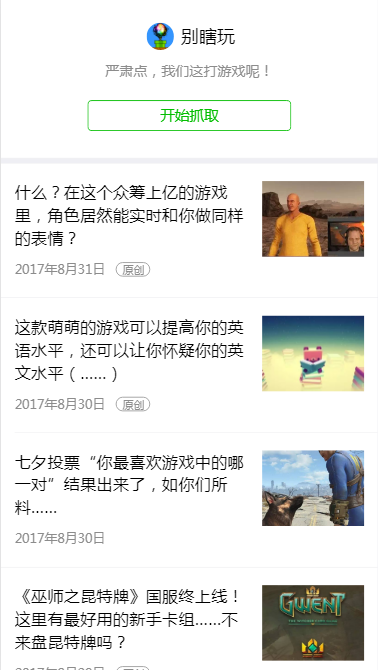 别瞎玩
严肃点，我们这打游戏呢！
开始抓取
什么？在这个众筹上亿的游戏
里，角色居然能实时和你做同样
的表情？
2017年8月31日 原创
这款萌萌的游戏可以提高你的英
语水平，还可以让你怀疑你的英
文水平（……）
2017年8月30日 原创
七夕投票“你最喜欢游戏中的哪
一对”结果出来了，如你们所
料……
2017年8月30日
《巫师之昆特牌》国服终上线！
这里有最好用的新手卡组……不
来盘昆特牌吗？
GWENT